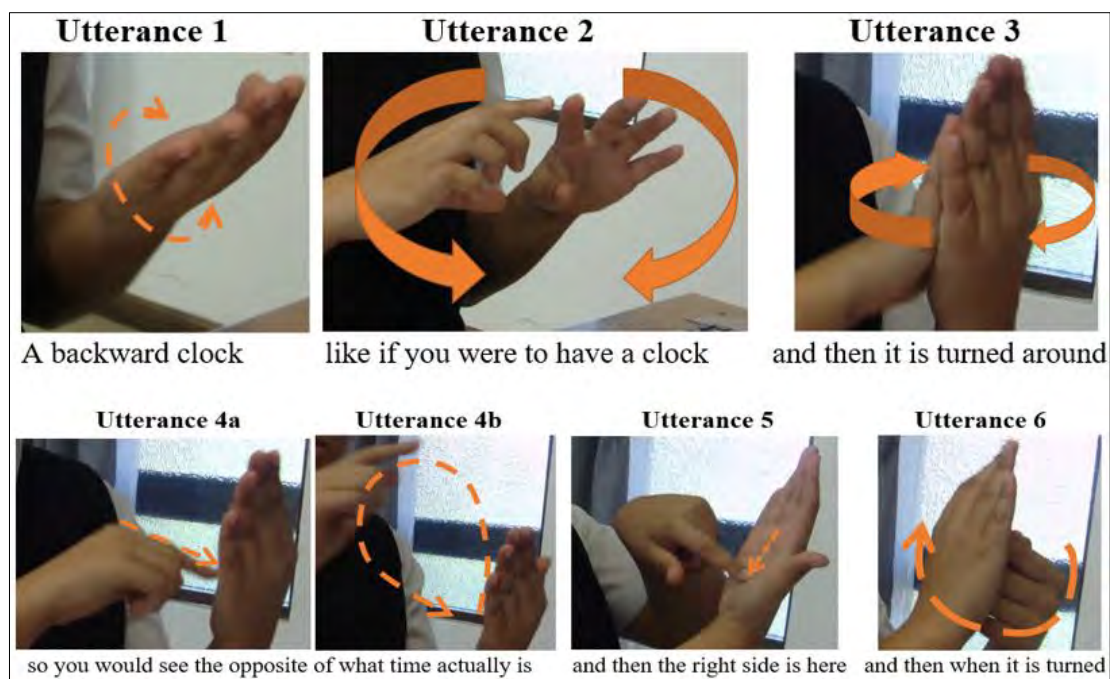 Utterance 1
Utterance 2
Utterance 3
A backward clock
like if you were to have a clock
and then it is turned around
Utterance 4a
Utterance 4b
Utterance 5
Utterance 6
so you would see the opposite of what time actually is
and then the right side is here
and then when it is turned